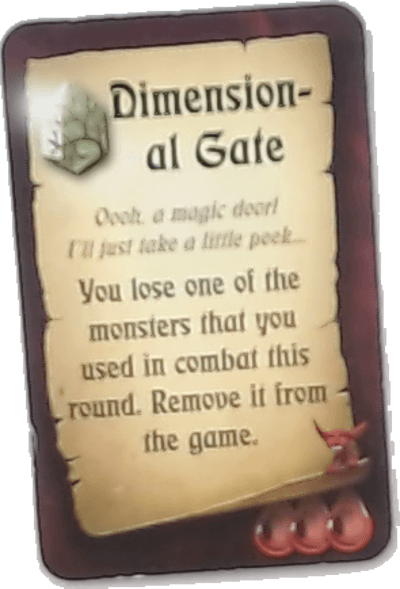 Dimension-
al Gate
Oooh, a magic door!
I'll just take a little peek...
You lose one of the
monsters that you
used in combat this
round. Remove it from
the game.